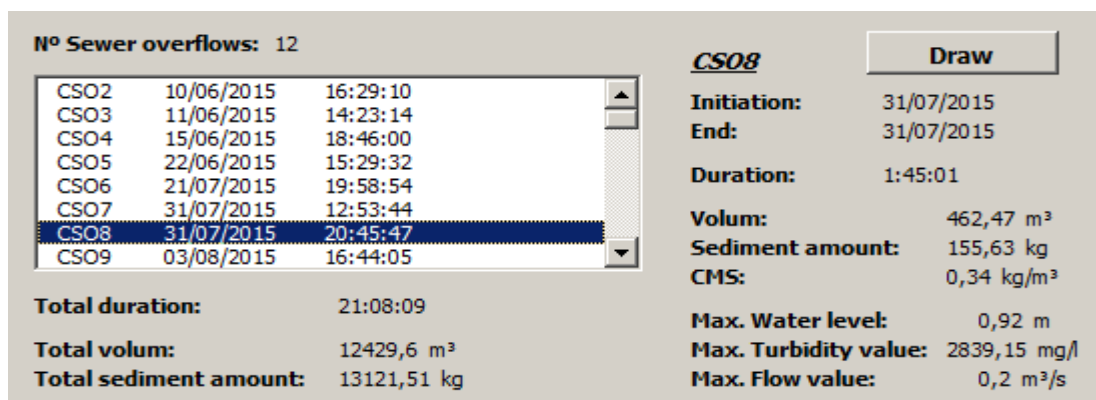 Nº Sewer overflows: 12
CSO2 10/06/2015 16:29:10
CSO3 11/06/2015 14:23:14
CSO4 15/06/2015 18:46:00
CSO5 22/06/2015 15:29:32
CSO6 21/07/2015 19:58:54
CSO7 31/07/2015 12:53:44
CSO8 31/07/2015 20:45:47
CSO9 03/08/2015 16:44:05
Total duration: 21:08:09
Total volum: 12429,6 m³
Total sediment amount: 13121,51 kg
CSO8 Draw
Initiation: 31/07/2015
End: 31/07/2015
Duration: 1:45:01
Volum: 462,47 m³
Sediment amount: 155,63 kg
CMS: 0,34 kg/m³
Max. Water level: 0,92 m
Max. Turbidity value: 2839,15 mg/l
Max. Flow value: 0,2 m³/s